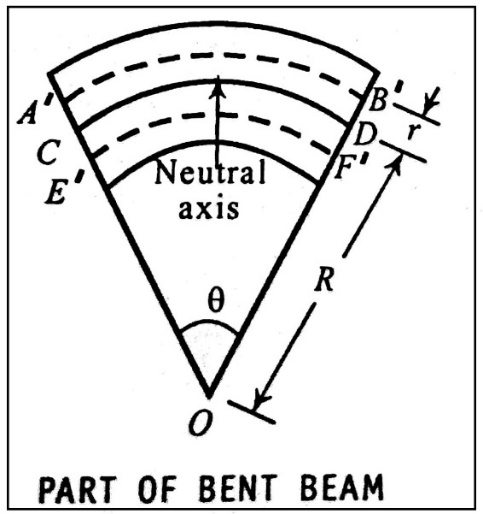 A'
B'
r
C
D
E'
F'
Neutral
axis
R
θ
O
PART OF BENT BEAM